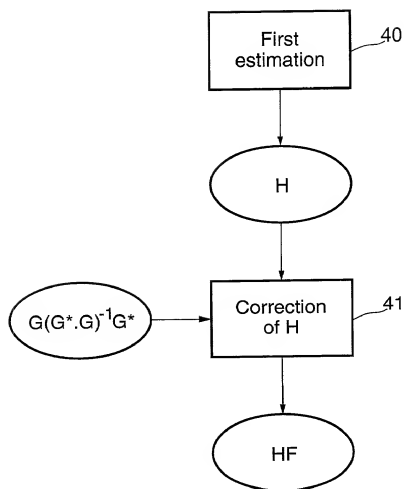 First
estimation
40
H
G(G*.G)⁻¹G*
Correction
of H
41
HF